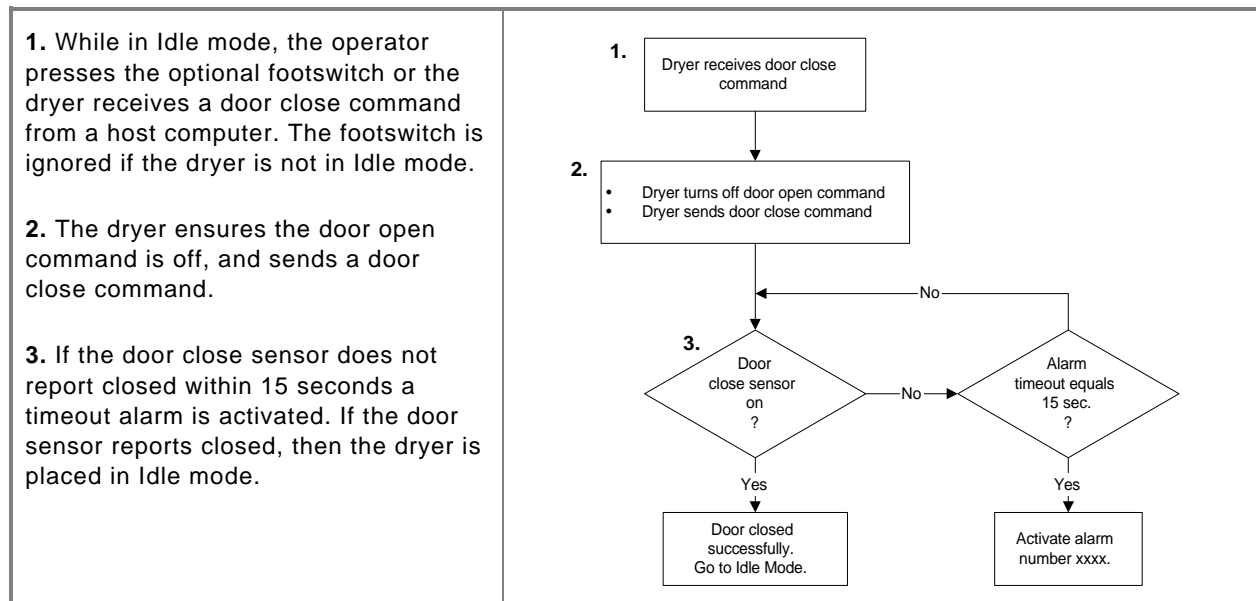 1. While in Idle mode, the operator
presses the optional footswitch or the
dryer receives a door close command
from a host computer. The footswitch is
ignored if the dryer is not in Idle mode.
2. The dryer ensures the door open
command is off, and sends a door
close command.
3. If the door close sensor does not
report closed within 15 seconds a
timeout alarm is activated. If the door
sensor reports closed, then the dryer is
placed in Idle mode.
1.
Dryer receives door close
command
2.
• Dryer turns off door open command
• Dryer sends door close command
No
3.
Door
close sensor
on
?
No
Alarm
timeout equals
15 sec.
?
Yes
Yes
Door closed
successfully.
Go to Idle Mode.
Activate alarm
number xxxx.